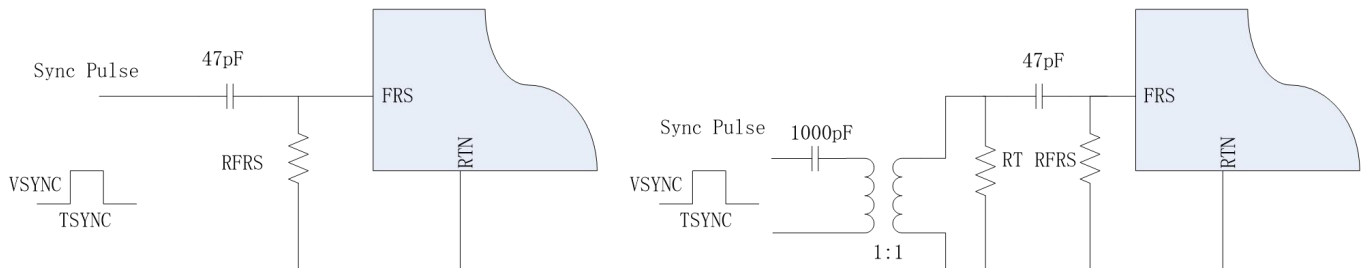 Sync Pulse
47pF
FRS
RFRS
RTN
VSYNC
TSYNC
Sync Pulse
1000pF
47pF
FRS
RT
RFRS
RTN
VSYNC
TSYNC
1:1